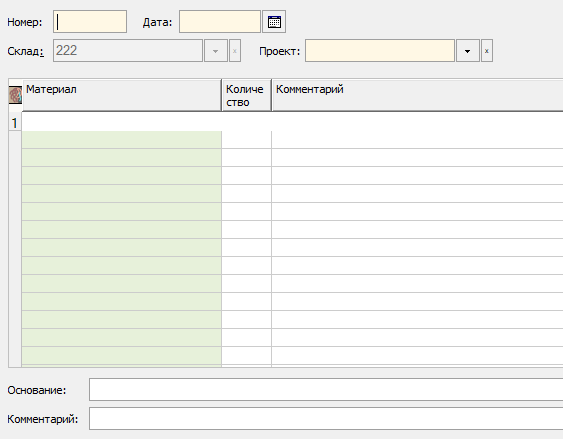 Номер: Дата:
Склад: 222 Проект: x
Материал Количе
ство Комментарий
1
Основание:
Комментарий: